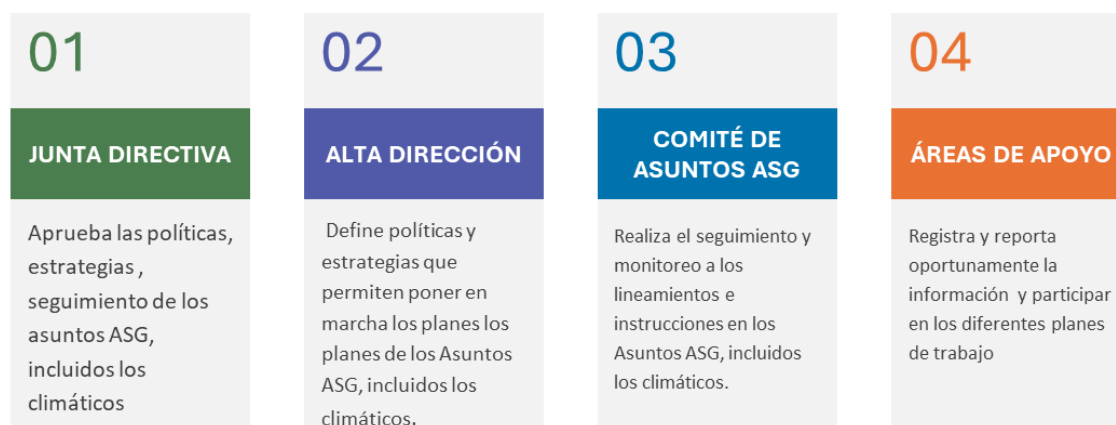 01
JUNTA DIRECTIVA
Aprueba las políticas,
estrategias ,
seguimiento de los
asuntos ASG,
incluidos los
climáticos
02
ALTA DIRECCIÓN
Define políticas y
estrategias que
permiten poner en
marcha los planes los
planes de los Asuntos
ASG, incluidos los
climáticos.
03
COMITÉ DE
ASUNTOS ASG
Realiza el seguimiento y
monitoreo a los
lineamientos e
instrucciones en los
Asuntos ASG, incluidos
los climáticos.
04
ÁREAS DE APOYO
Registra y reporta
oportunamente la
información y participar
en los diferentes planes
de trabajo